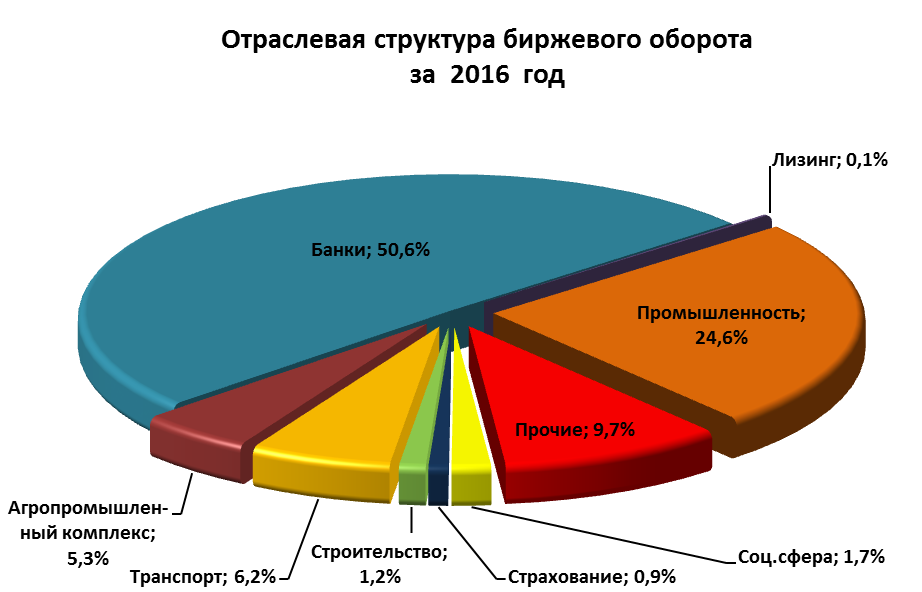 Отраслевая структура биржевого оборота
за 2016 год
Лизинг; 0,1%
Банки; 50,6%
Промышленность;
24,6%
Прочие; 9,7%
Агропромышлен-
ный комплекс;
5,3%
Транспорт; 6,2%
Строительство;
1,2%
Страхование; 0,9%
Соц.сфера; 1,7%